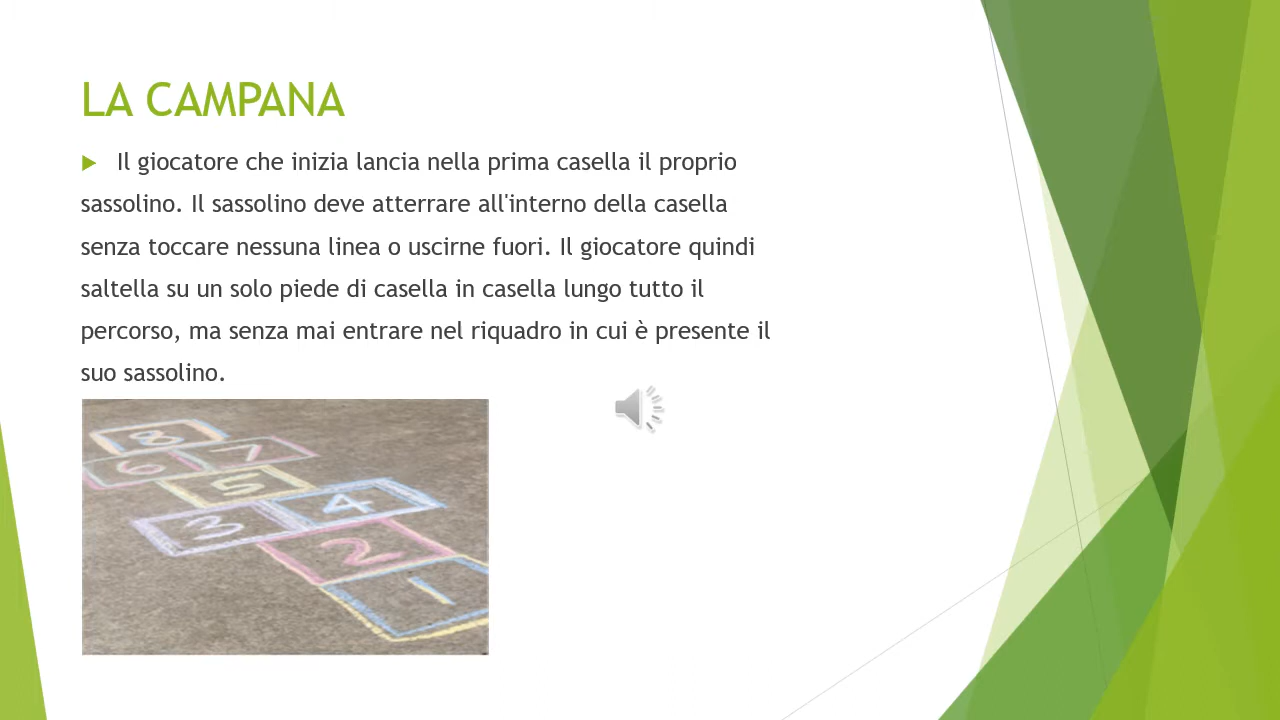 LA CAMPANA
Il giocatore che inizia lancia nella prima casella il proprio
sassolino. Il sassolino deve atterrare all'interno della casella
senza toccare nessuna linea o uscirne fuori. Il giocatore quindi
saltella su un solo piede di casella in casella lungo tutto il
percorso, ma senza mai entrare nel riquadro in cui è presente il
suo sassolino.
8
6 7
5
3 4
2
1